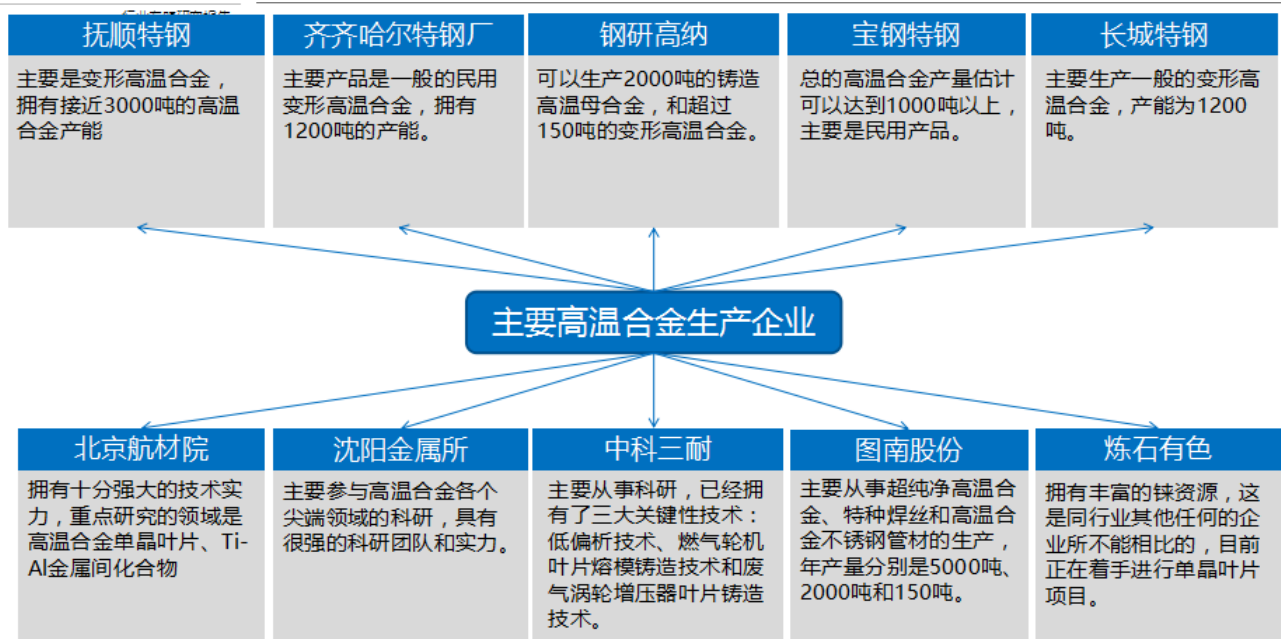 抚顺特钢
主要是变形高温合金，
拥有接近3000吨的高温
合金产能
齐齐哈尔特钢厂
主要产品是一般的民用
变形高温合金，拥有
1200吨的产能。
钢研高纳
可以生产2000吨的铸造
高温母合金，和超过
150吨的变形高温合金。
宝钢特钢
总的高温合金产量估计
可以达到1000吨以上，
主要是民用产品。
长城特钢
主要生产一般的变形高
温合金，产能为1200
吨。
主要高温合金生产企业
北京航材院
拥有十分强大的技术实
力，重点研究的领域是
高温合金单晶叶片、Ti-
Al金属间化合物
沈阳金属所
主要参与高温合金各个
尖端领域的科研，具有
很强的科研团队和实力。
中科三耐
主要从事科研，已经拥
有了三大关键性技术：
低偏析技术、燃气轮机
叶片熔模铸造技术和废
气涡轮增压器叶片铸造
技术。
图南股份
主要从事超纯净高温合
金、特种焊丝和高温合
金不锈钢管材的生产，
年产量分别是5000吨、
2000吨和150吨。
炼石有色
拥有丰富的铼资源，这
是同行业其他任何的企
业所不能相比的，目前
正在着手进行单晶叶片
项目。